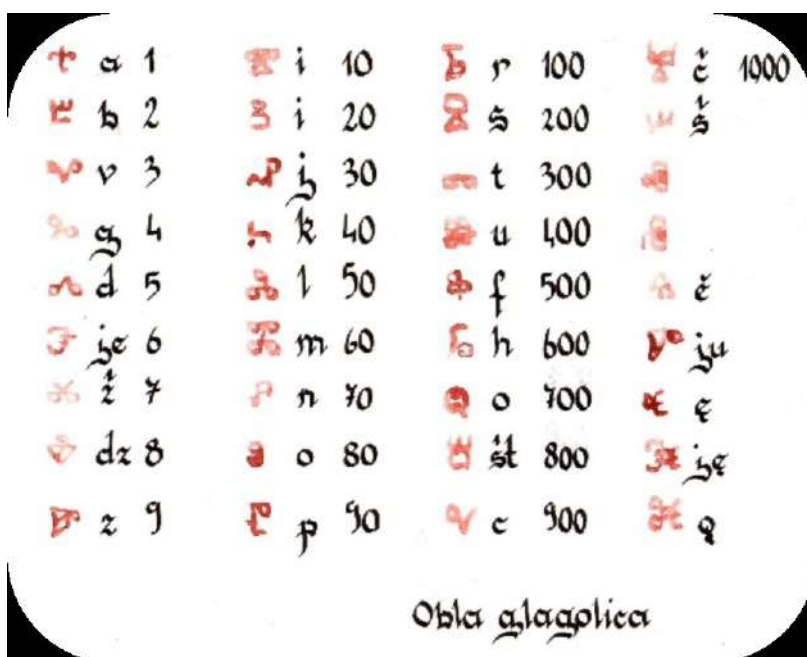 Ⰰ a 1 Ⰺ i 10 Ⱃ r 100 Ⱍ č 1000
Ⰱ b 2 Ⰻ i 20 Ⱄ s 200 Ⱎ š
Ⰲ v 3 Ⰼ j 30 Ⱅ t 300 Ⱏ
Ⰳ g 4 Ⰽ k 40 Ⱆ u 400 Ⱐ
Ⰴ d 5 Ⰾ l 50 Ⱇ f 500 Ⱑ ě
Ⰵ je 6 Ⰿ m 60 Ⱈ h 600 Ⱓ ju
Ⰶ ž 7 Ⱀ n 70 Ⱉ o 700 Ⱔ ę
Ⰷ dz 8 Ⱁ o 80 Ⱋ št 800 Ⱗ ję
Ⰸ z 9 Ⱂ p 90 Ⱌ c 900 Ⱘ ǫ
Obla glagolica